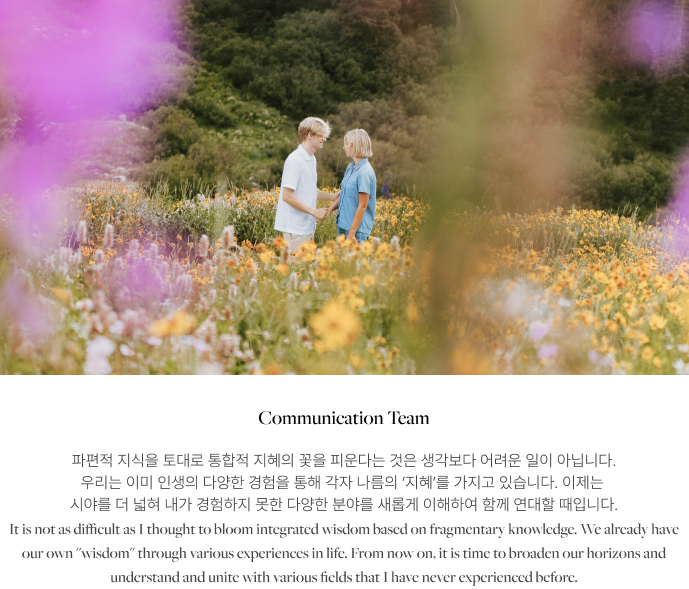 Communication Team
파편적 지식을 토대로 통합적 지혜의 꽃을 피운다는 것은 생각보다 어려운 일이 아닙니다.
우리는 이미 인생의 다양한 경험을 통해 각자 나름의 ‘지혜’를 가지고 있습니다. 이제는
시야를 더 넓혀 내가 경험하지 못한 다양한 분야를 새롭게 이해하여 함께 연대할 때입니다.
It is not as difficult as I thought to bloom integrated wisdom based on fragmentary knowledge. We already have
our own "wisdom" through various experiences in life. From now on, it is time to broaden our horizons and
understand and unite with various fields that I have never experienced before.